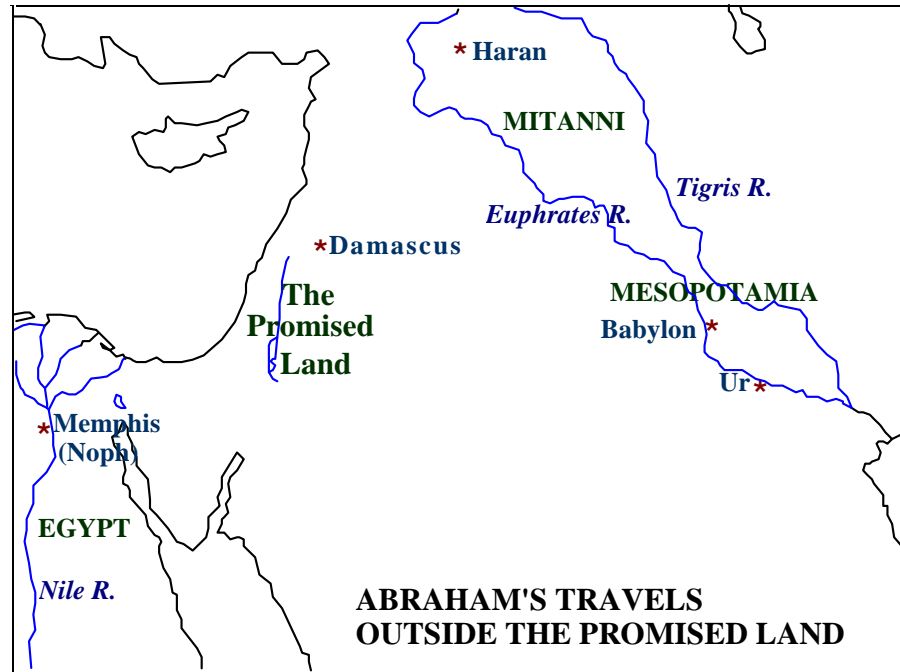 * Haran
MITANNI
Tigris R.
Euphrates R.
*Damascus
The
Promised
Land
MESOPOTAMIA
Babylon *
Ur *
*Memphis
(Noph)
EGYPT
Nile R.
ABRAHAM'S TRAVELS
OUTSIDE THE PROMISED LAND